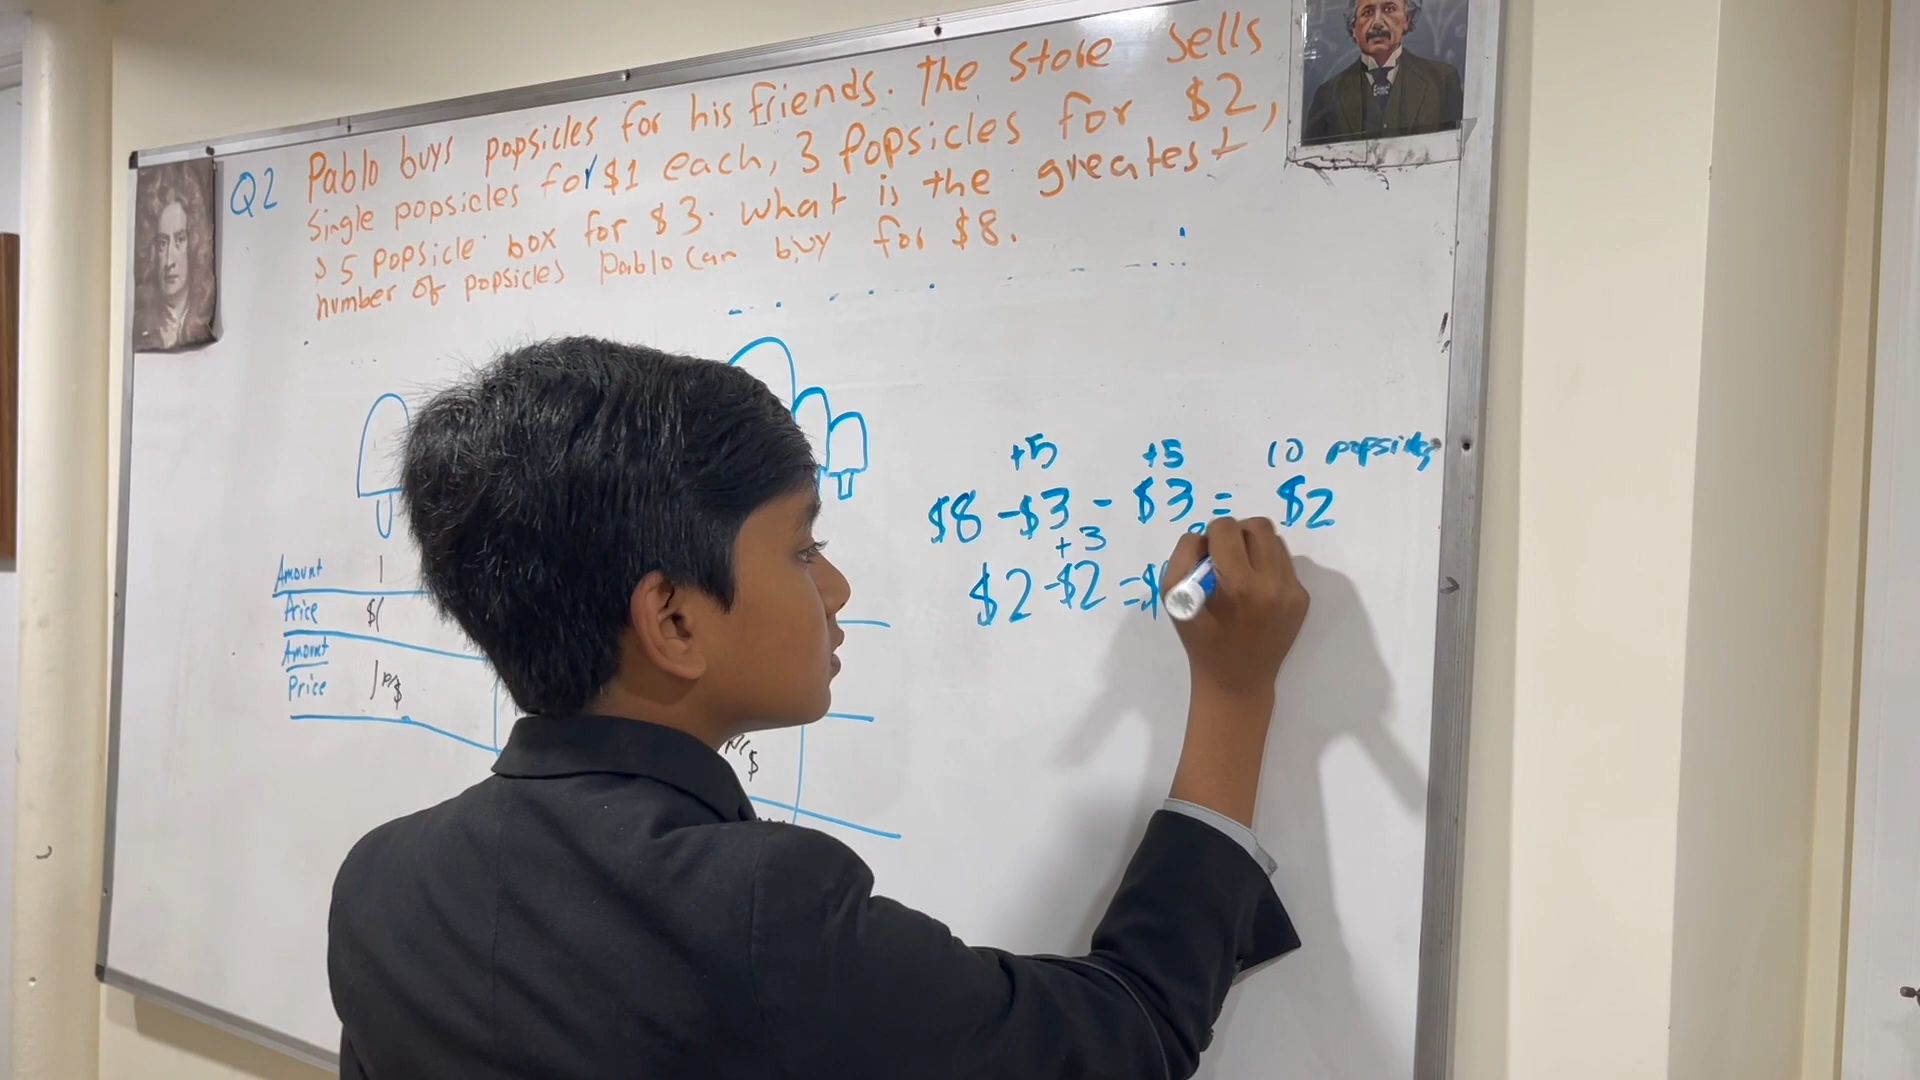 Q2 Pablo buys popsicles for his friends. The Store Sells
Single popsicles for $1 each, 3 Popsicles for $2,
5 popsicle box for $3. What is the greatest
number of popsicles Pablo Can buy for $8.
+5 +5 10
$8 - $3 - $3 = $2
+3
$2 - $2 =
Amount 1
Price $1
Amount
Price
$